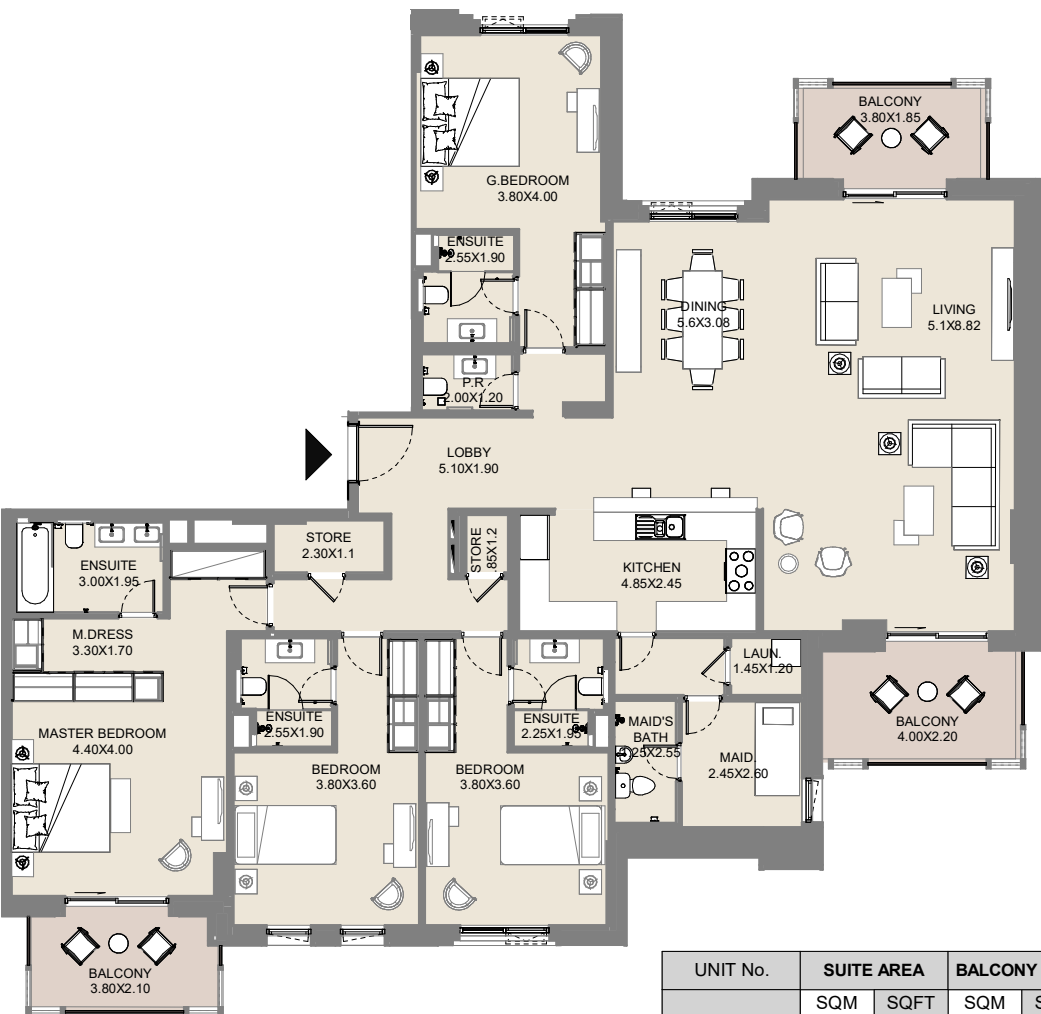 BALCONY
3.80X1.85
G.BEDROOM
3.80X4.00
ENSUITE
2.55X1.90
DINING
5.6X3.08
LIVING
5.1X8.82
P.R
2.00X1.20
LOBBY
5.10X1.90
STORE
2.30X1.1
STORE
.85X1.2
KITCHEN
4.85X2.45
ENSUITE
3.00X1.95
M.DRESS
3.30X1.70
LAUN.
1.45X1.20
ENSUITE
2.55X1.90
ENSUITE
2.25X1.95
MAID'S
BATH
.25X2.55
MASTER BEDROOM
4.40X4.00
BALCONY
4.00X2.20
MAID.
2.45X2.60
BEDROOM
3.80X3.60
BEDROOM
3.80X3.60
BALCONY
3.80X2.10
UNIT No. SUITE AREA BALCONY
SQM SQFT SQM S